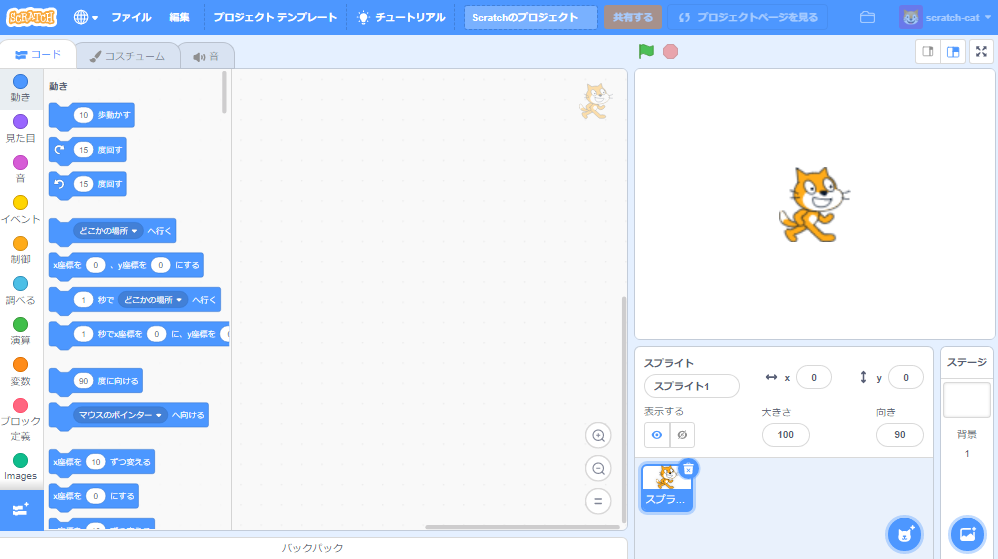 SCRATCH
ファイル 編集 プロジェクト テンプレート チュートリアル Scratchのプロジェクト 共有する プロジェクトページを見る scratch-cat
コード コスチューム 音
動き
見た目
音
イベント
制御
調べる
演算
変数
ブロック
定義
Images
動き
10 歩動かす
15 度回す
15 度回す
どこかの場所 へ行く
x座標を 0 、y座標を 0 にする
1 秒で どこかの場所 へ行く
1 秒でx座標を 0 に、y座標を
90 度に向ける
マウスのポインター へ向ける
x座標を 10 ずつ変える
x座標を 0 にする
バックパック
スプライト
スプライト1
x 0 y 0
表示する 大きさ 向き
100 90
スプラ...
ステージ
背景
1